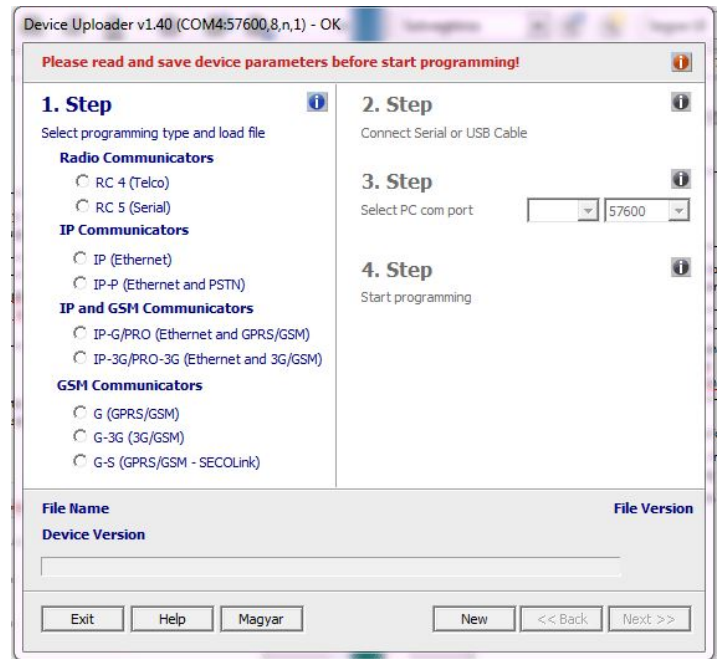 Device Uploader v1.40 (COM4:57600,8,n,1) - OK
Please read and save device parameters before start programming!
1. Step
Select programming type and load file
Radio Communicators
RC 4 (Telco)
RC 5 (Serial)
IP Communicators
IP (Ethernet)
IP-P (Ethernet and PSTN)
IP and GSM Communicators
IP-G/PRO (Ethernet and GPRS/GSM)
IP-3G/PRO-3G (Ethernet and 3G/GSM)
GSM Communicators
G (GPRS/GSM)
G-3G (3G/GSM)
G-S (GPRS/GSM - SECOLink)
2. Step
Connect Serial or USB Cable
3. Step
Select PC com port 57600
4. Step
Start programming
File Name File Version
Device Version
Exit Help Magyar New << Back Next >>